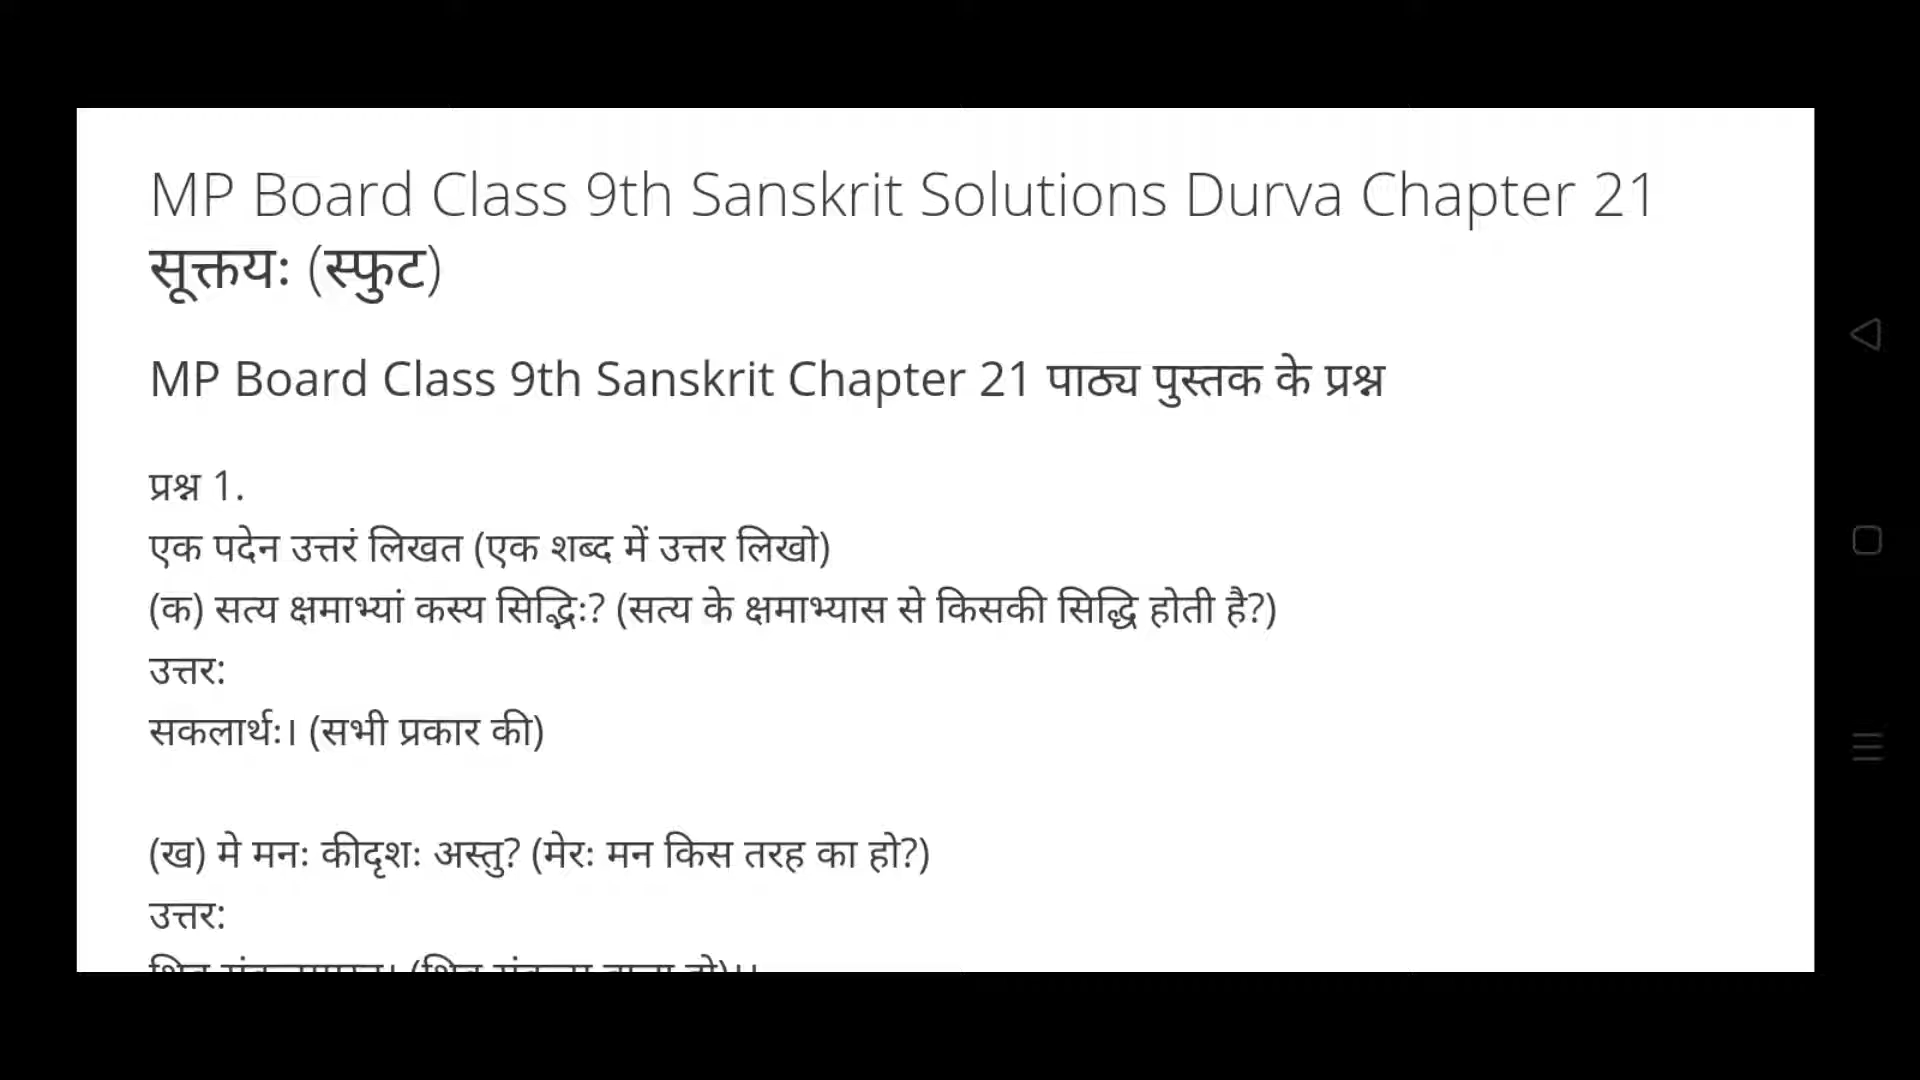 MP Board Class 9th Sanskrit Solutions Durva Chapter 21
सूक्तयः (स्फुट)
MP Board Class 9th Sanskrit Chapter 21 पाठ्य पुस्तक के प्रश्न
प्रश्न 1.
एक पदेन उत्तरं लिखत (एक शब्द में उत्तर लिखो)
(क) सत्य क्षमाभ्यां कस्य सिद्धिः? (सत्य के क्षमाभ्यास से किसकी सिद्धि होती है?)
उत्तर:
सकलार्थः। (सभी प्रकार की)
(ख) मे मनः कीदृशः अस्तु? (मेरः मन किस तरह का हो?)
उत्तर: